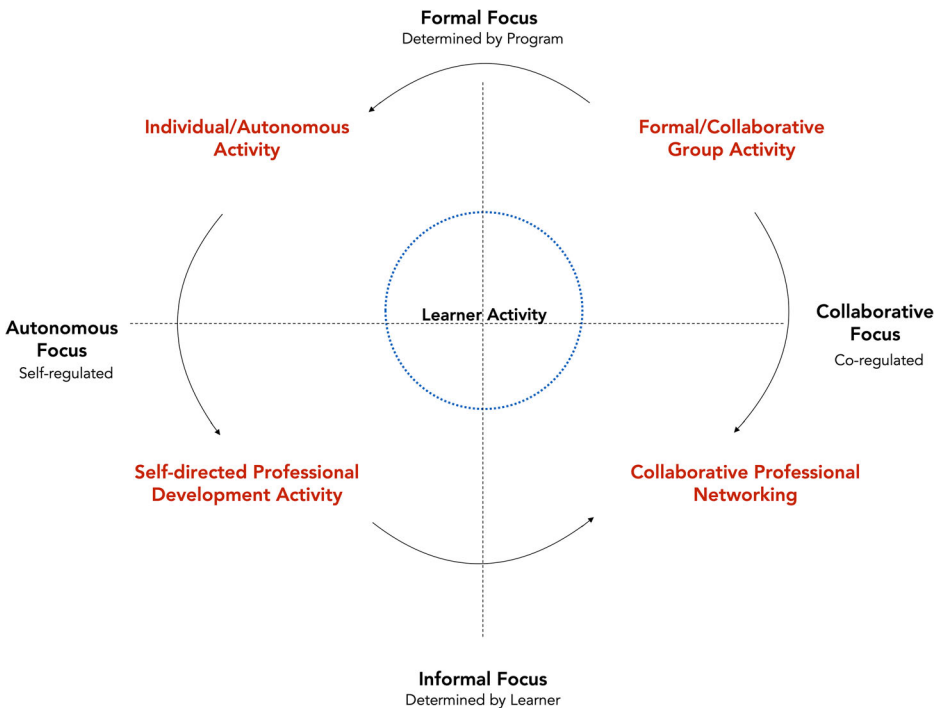 Formal Focus
Determined by Program
Individual/Autonomous
Activity
Formal/Collaborative
Group Activity
Learner Activity
Autonomous
Focus
Self-regulated
Collaborative
Focus
Co-regulated
Self-directed Professional
Development Activity
Collaborative Professional
Networking
Informal Focus
Determined by Learner